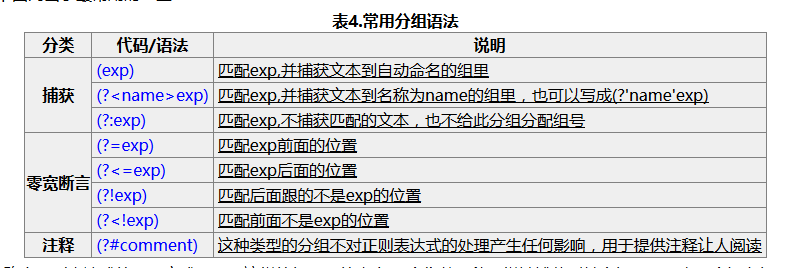 表4.常用分组语法
分类 代码/语法 说明
捕获 (exp) 匹配exp,并捕获文本到自动命名的组里
(?<name>exp) 匹配exp,并捕获文本到名称为name的组里，也可以写成(?'name'exp)
(?:exp) 匹配exp,不捕获匹配的文本，也不给此分组分配组号
零宽断言 (?=exp) 匹配exp前面的位置
(?<=exp) 匹配exp后面的位置
(?!exp) 匹配后面跟的不是exp的位置
(?<!exp) 匹配前面不是exp的位置
注释 (?#comment) 这种类型的分组不对正则表达式的处理产生任何影响，用于提供注释让人阅读